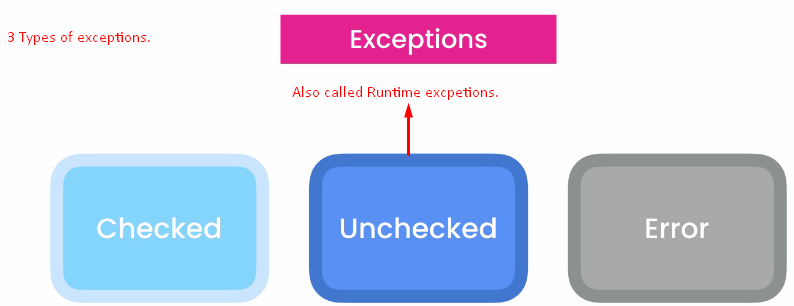 3 Types of exceptions.
Exceptions
Also called Runtime excpetions.
Checked
Unchecked
Error